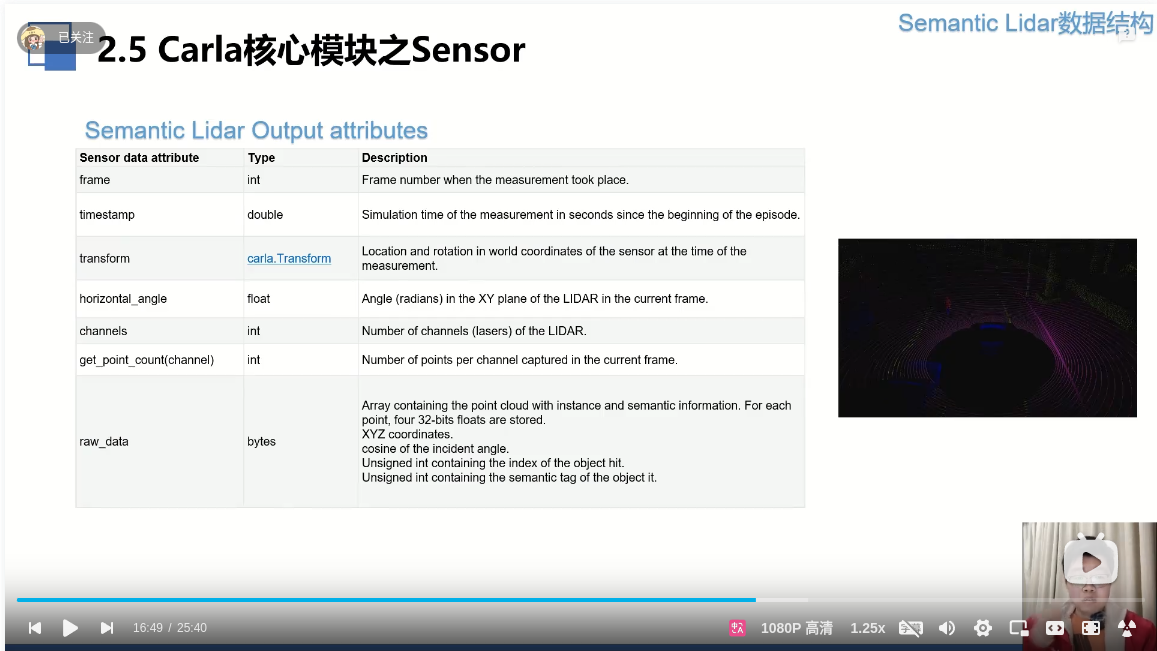 已关注
Semantic Lidar数据结构
2.5 Carla核心模块之Sensor
Semantic Lidar Output attributes
Sensor data attribute Type Description
frame int Frame number when the measurement took place.
timestamp double Simulation time of the measurement in seconds since the beginning of the episode.
transform carla.Transform Location and rotation in world coordinates of the sensor at the time of the
measurement.
horizontal_angle float Angle (radians) in the XY plane of the LIDAR in the current frame.
channels int Number of channels (lasers) of the LIDAR.
get_point_count(channel) int Number of points per channel captured in the current frame.
raw_data bytes Array containing the point cloud with instance and semantic information. For each
point, four 32-bits floats are stored.
XYZ coordinates.
cosine of the incident angle.
Unsigned int containing the index of the object hit.
Unsigned int containing the semantic tag of the object it.
16:49 / 25:40
1080P 高清
1.25x